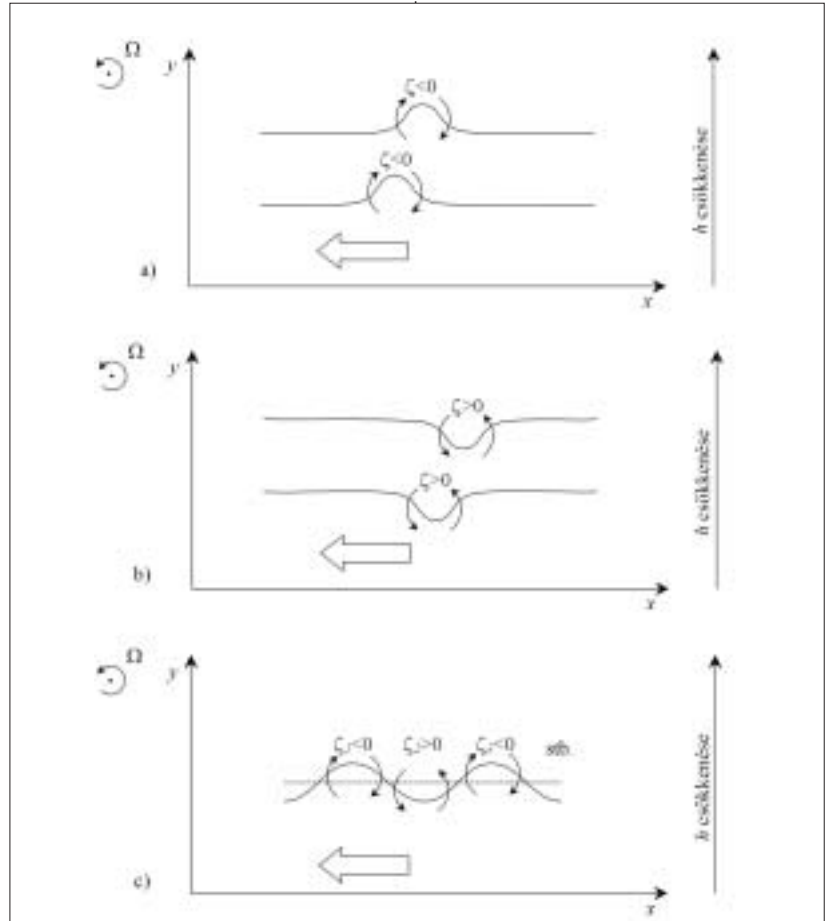 Ω
y
ζ<0
ζ<0
h csökkenése
a)
x
Ω
y
ζ>0
ζ>0
h csökkenése
b)
x
Ω
y
<0
>0
<0
stb.
h csökkenése
c)
x